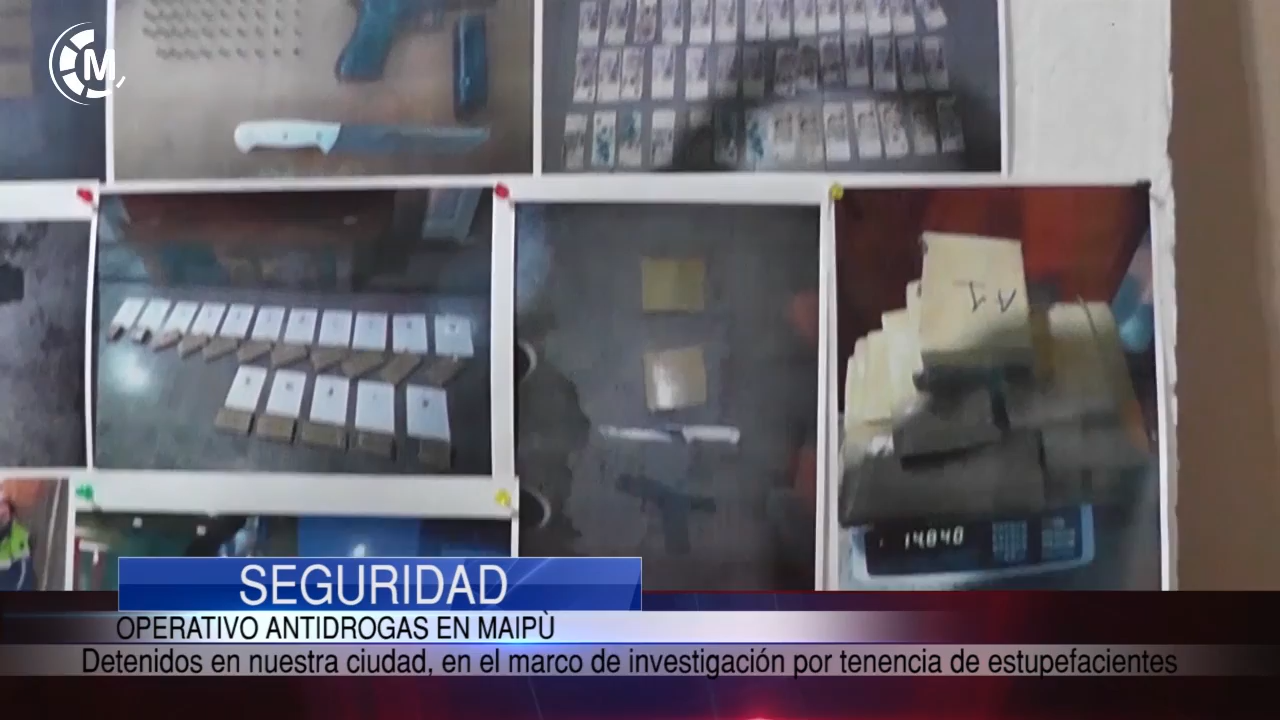 M
A1
14840
SEGURIDAD
OPERATIVO ANTIDROGAS EN MAIPÙ
Detenidos en nuestra ciudad, en el marco de investigación por tenencia de estupefacientes